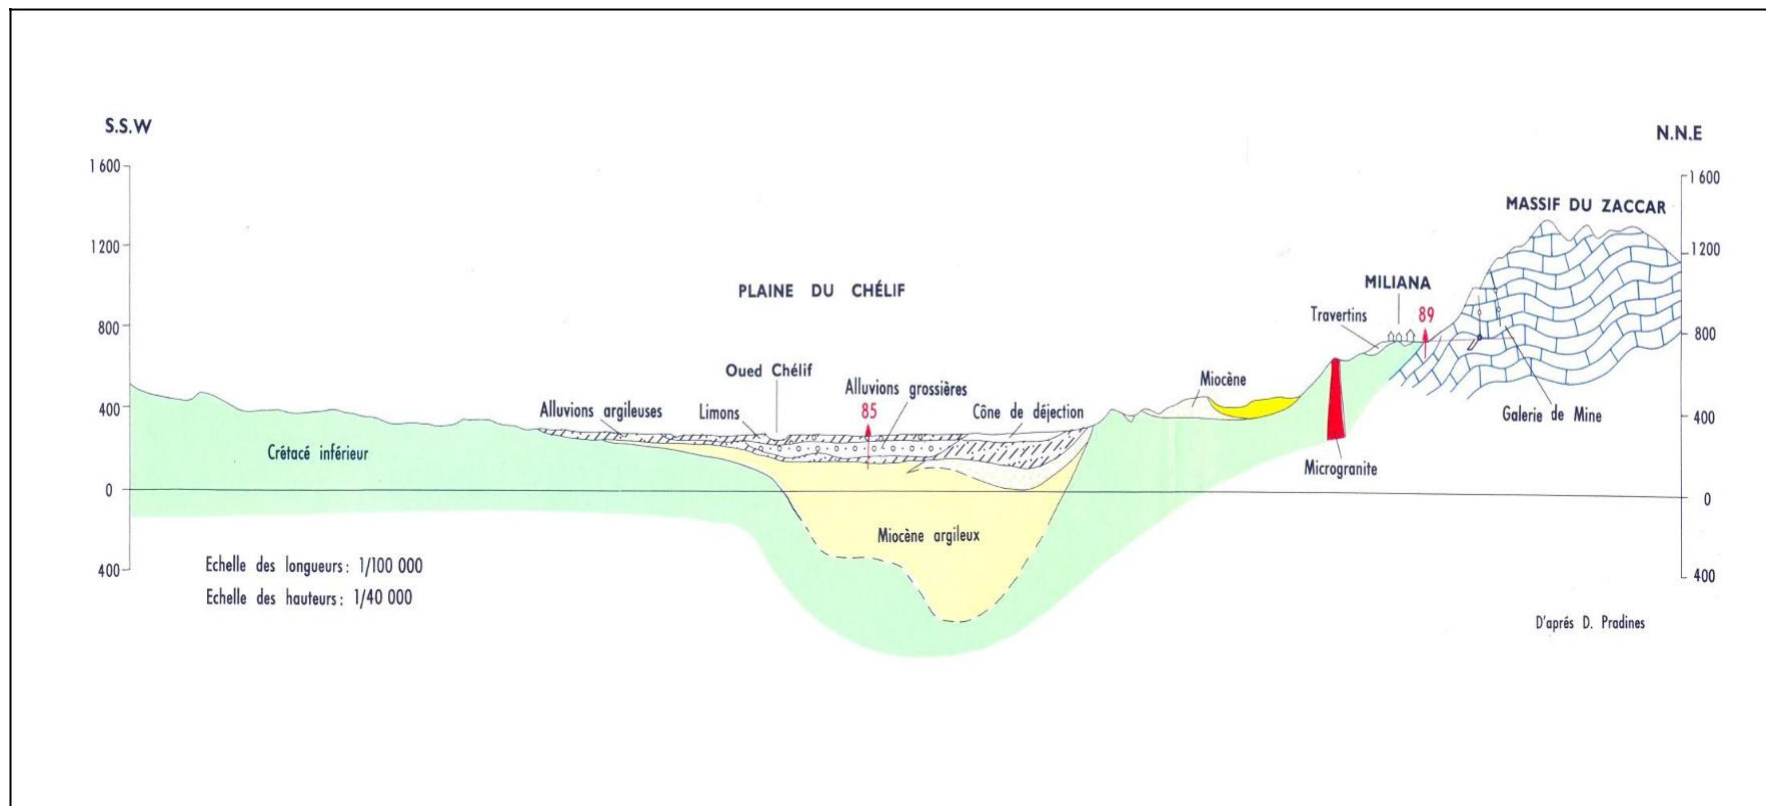 S.S.W
N.N.E
1 600
1 600
MASSIF DU ZACCAR
1 200
1 200
PLAINE DU CHÉLIF
MILIANA
Travertins
89
800
800
Oued Chélif
Alluvions grossières
Miocène
400
Alluvions argileuses
Limons
85
Cône de déjection
Galerie de Mine
400
Crétacé inférieur
Microgranite
0
0
Miocène argileux
400
400
Echelle des longueurs : 1/100 000
Echelle des hauteurs : 1/40 000
D'aprés D. Pradines